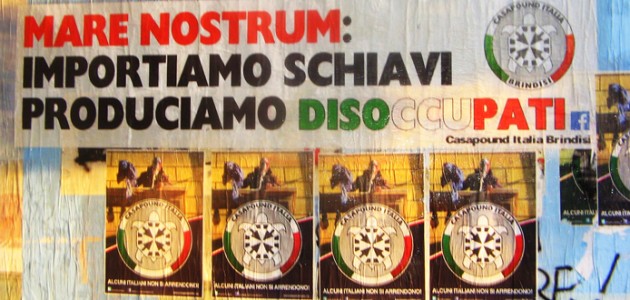 MARE NOSTRUM:
IMPORTIAMO SCHIAVI
PRODUCIAMO DISOCCUPATI f
Casapound Italia Brindisi
CASAPOUND ITALIA
BRINDISI
CASAPOUND ITALIA
ALCUNI ITALIANI NON SI ARRENDONO!
CASAPOUND ITALIA
ALCUNI ITALIANI NON SI ARRENDONO!
CASAPOUND ITALIA
ALCUNI ITALIANI NON SI ARRENDONO!
CASAPOUND ITALIA
ALCUNI ITALIANI NON SI ARRENDONO!
ALCUNI ITALIANI